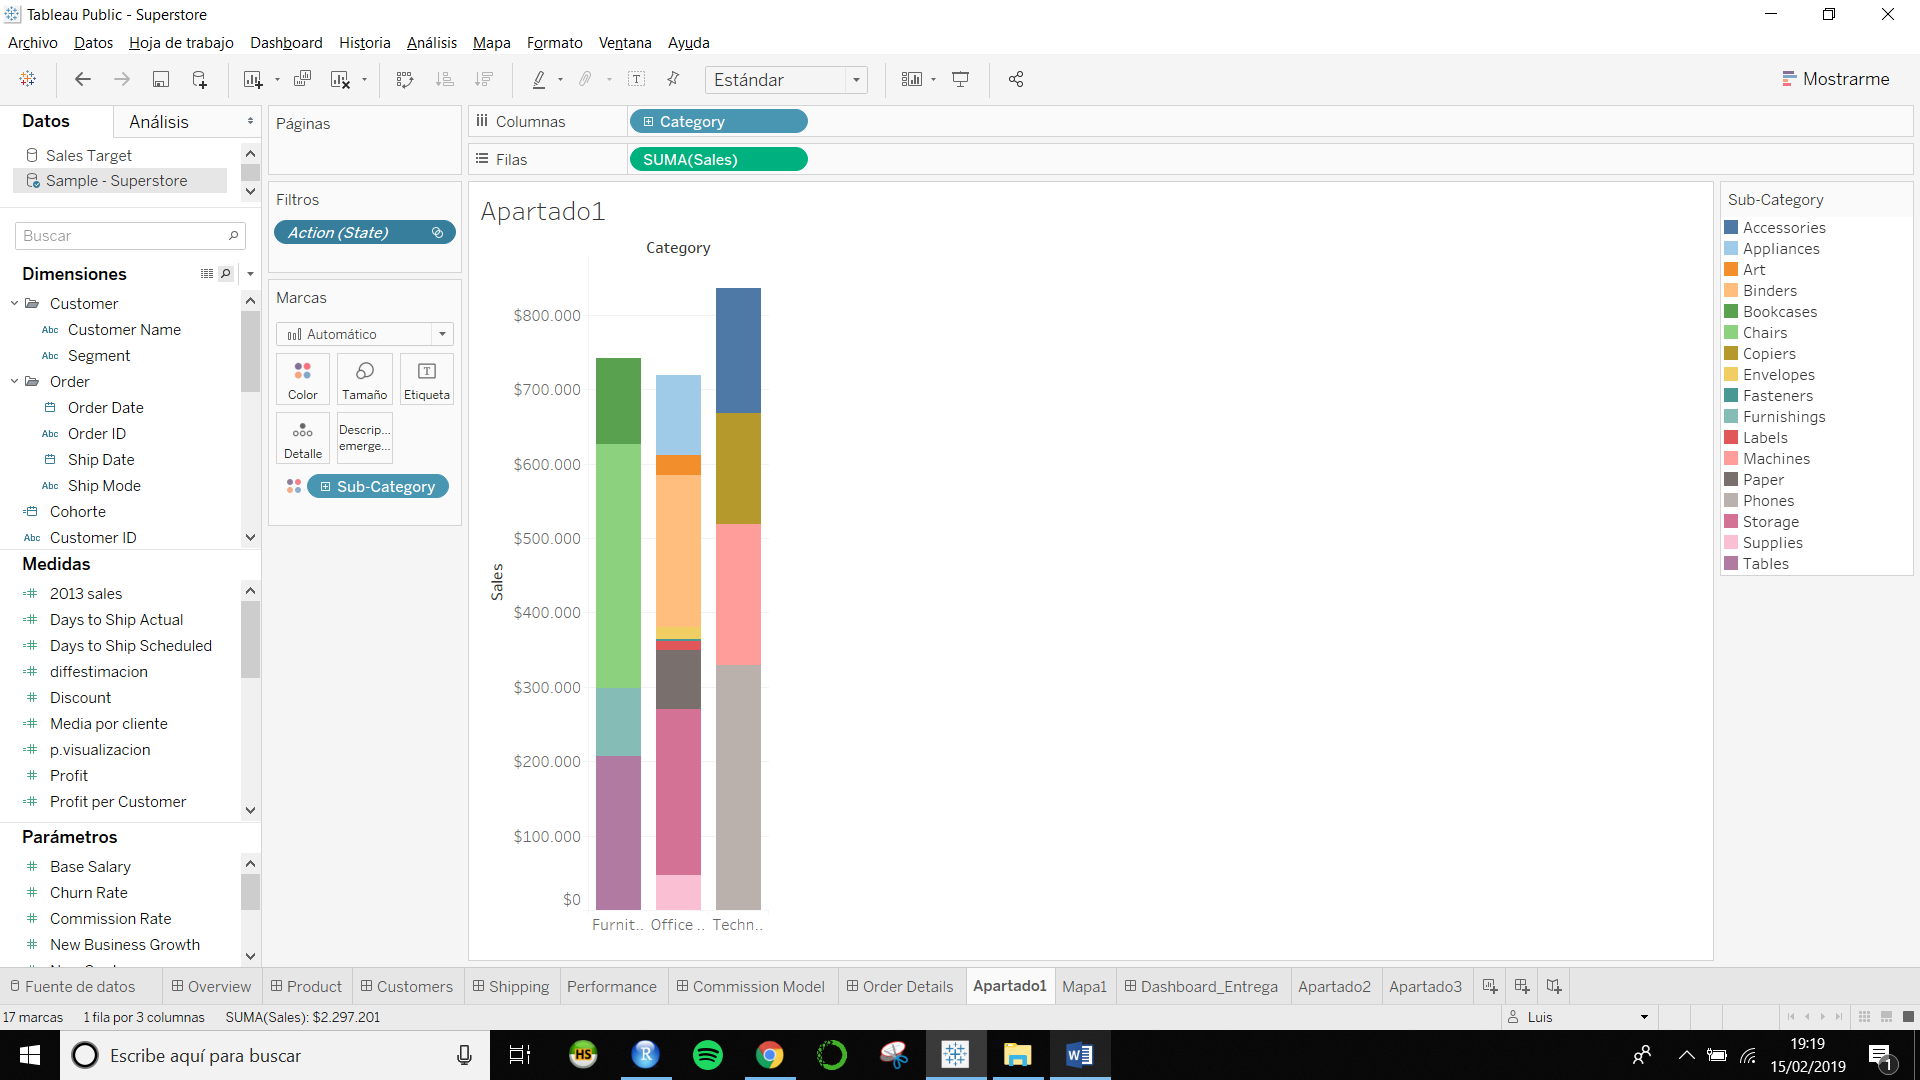 Tableau Public - Superstore
Archivo Datos Hoja de trabajo Dashboard Historia Análisis Mapa Formato Ventana Ayuda
Estándar
Mostrarme
Datos
Análisis
Sales Target
Sample - Superstore
Buscar
Dimensiones
Customer
Abc Customer Name
Abc Segment
Order
Order Date
Abc Order ID
Ship Date
Abc Ship Mode
Cohorte
Abc Customer ID
Medidas
2013 sales
Days to Ship Actual
Days to Ship Scheduled
diffestimacion
Discount
Media por cliente
p.visualizacion
Profit
Profit per Customer
Parámetros
Base Salary
Churn Rate
Commission Rate
New Business Growth
Páginas
Filtros
Action (State)
Marcas
Automático
Color
Tamaño
Etiqueta
Detalle
Descrip...
emerge...
Sub-Category
Columnas
Category
Filas
SUMA(Sales)
Apartado1
Category
Sales
$800.000
$700.000
$600.000
$500.000
$400.000
$300.000
$200.000
$100.000
$0
Furnit.. Office .. Techn..
Sub-Category
Accessories
Appliances
Art
Binders
Bookcases
Chairs
Copiers
Envelopes
Fasteners
Furnishings
Labels
Machines
Paper
Phones
Storage
Supplies
Tables
Fuente de datos Overview Product Customers Shipping Performance Commission Model Order Details Apartado1 Mapa1 Dashboard_Entrega Apartado2 Apartado3
17 marcas 1 fila por 3 columnas SUMA(Sales): $2.297.201
Luis
Escribe aquí para buscar
HS
R
W
19:19
15/02/2019
1